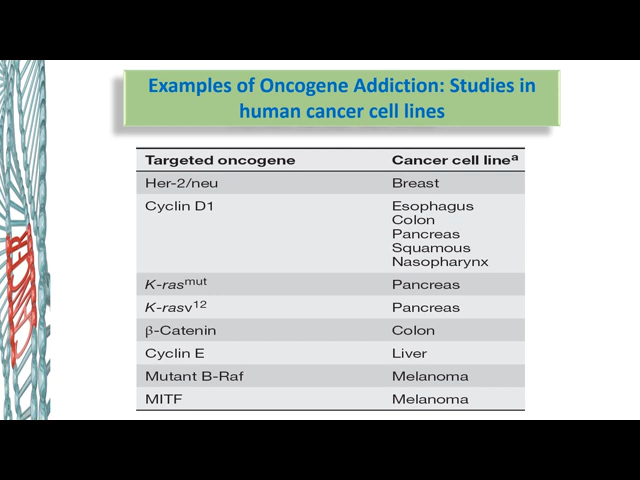 Examples of Oncogene Addiction: Studies in
human cancer cell lines
Targeted oncogene Cancer cell lineᵃ
Her-2/neu Breast
Cyclin D1 Esophagus
Colon
Pancreas
Squamous
Nasopharynx
K-rasᵐᵘᵗ Pancreas
K-rasv¹² Pancreas
β-Catenin Colon
Cyclin E Liver
Mutant B-Raf Melanoma
MITF Melanoma
CANCER